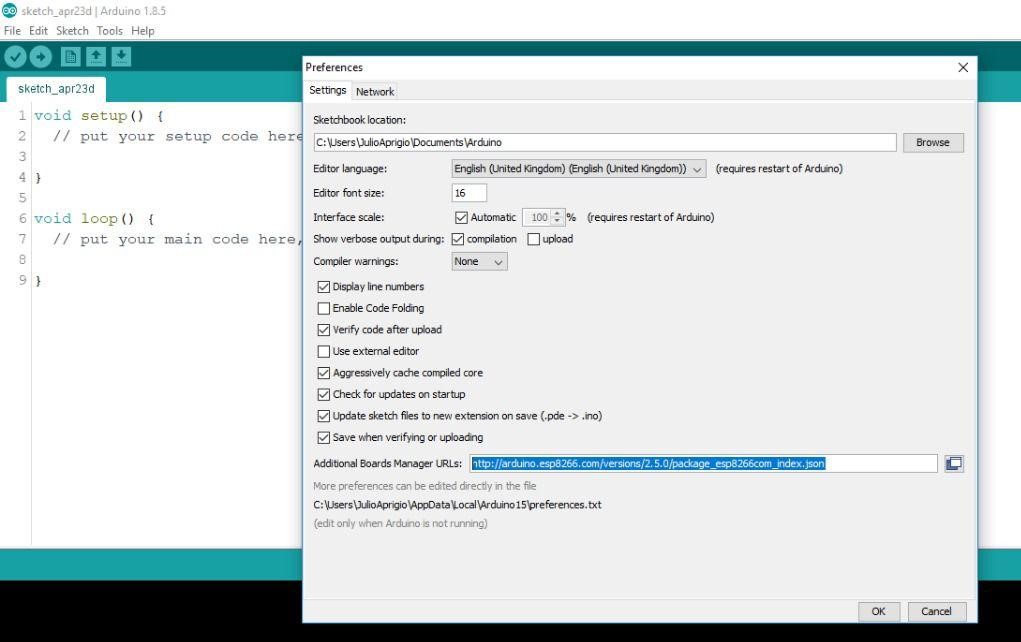 sketch_apr23d | Arduino 1.8.5
File Edit Sketch Tools Help
sketch_apr23d
1 void setup() {
2 // put your setup code here
3
4 }
5
6 void loop() {
7 // put your main code here,
8
9 }
Preferences
Settings Network
Sketchbook location:
C:\Users\JulioAprigio\Documents\Arduino Browse
Editor language: English (United Kingdom) (English (United Kingdom)) (requires restart of Arduino)
Editor font size: 16
Interface scale: Automatic 100 % (requires restart of Arduino)
Show verbose output during: compilation upload
Compiler warnings: None
Display line numbers
Enable Code Folding
Verify code after upload
Use external editor
Aggressively cache compiled core
Check for updates on startup
Update sketch files to new extension on save (.pde -> .ino)
Save when verifying or uploading
Additional Boards Manager URLs: http://arduino.esp8266.com/versions/2.5.0/package_esp8266com_index.json
More preferences can be edited directly in the file
C:\Users\JulioAprigio\AppData\Local\Arduino15\preferences.txt
(edit only when Arduino is not running)
OK Cancel